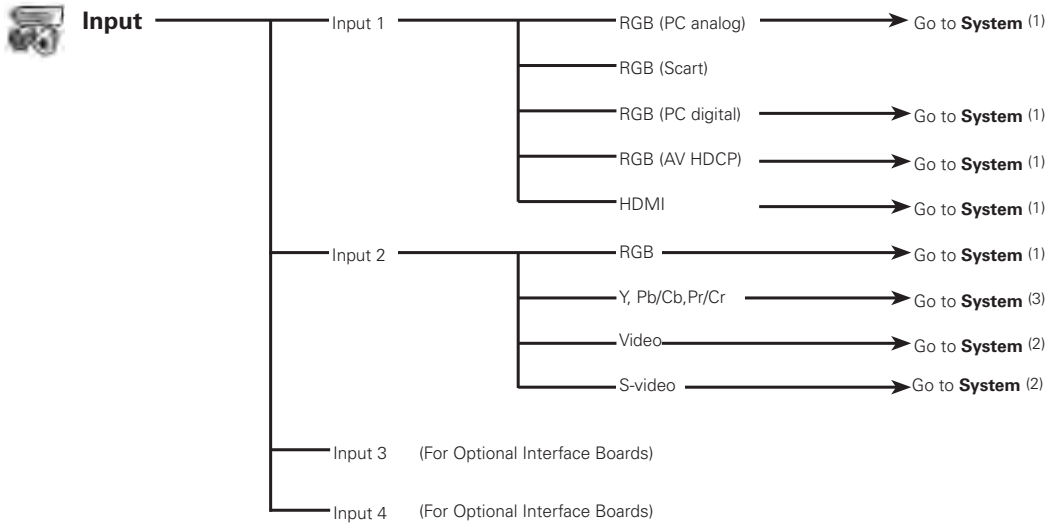 Input
Input 1
RGB (PC analog)
Go to System (1)
RGB (Scart)
RGB (PC digital)
Go to System (1)
RGB (AV HDCP)
Go to System (1)
HDMI
Go to System (1)
Input 2
RGB
Go to System (1)
Y, Pb/Cb,Pr/Cr
Go to System (3)
Video
Go to System (2)
S-video
Go to System (2)
Input 3
(For Optional Interface Boards)
Input 4
(For Optional Interface Boards)